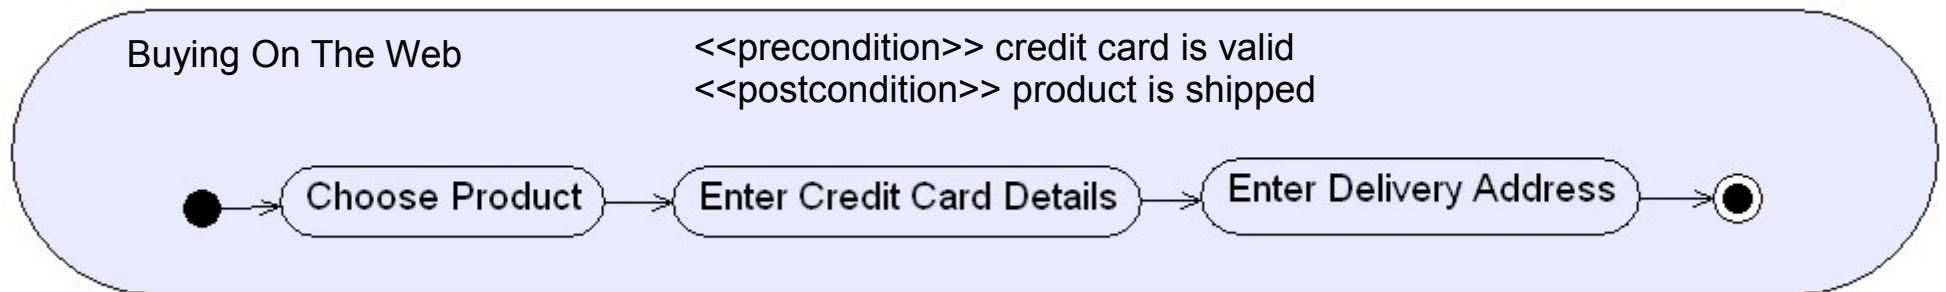 Buying On The Web
<<precondition>> credit card is valid
<<postcondition>> product is shipped
Choose Product
Enter Credit Card Details
Enter Delivery Address